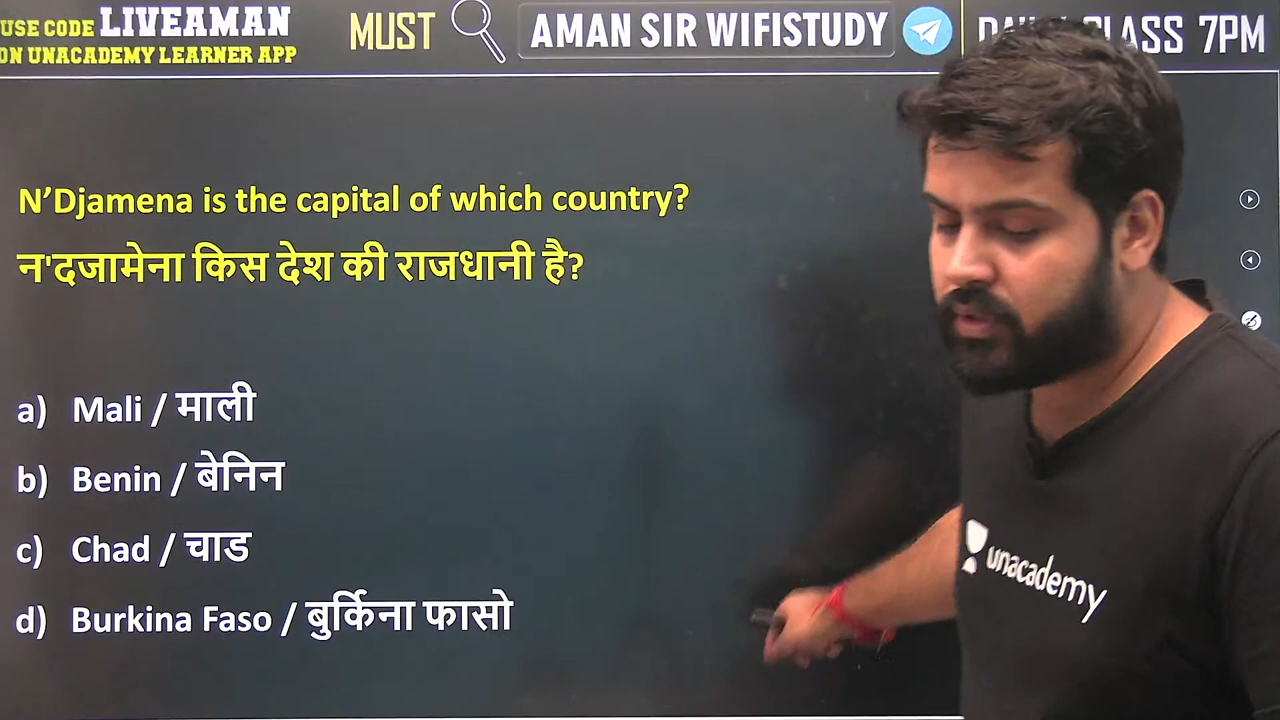 USE CODE LIVEAMAN
ON UNACADEMY LEARNER APP
MUST
AMAN SIR WIFISTUDY
CLASS 7PM
N’Djamena is the capital of which country?
न'दजामेना किस देश की राजधानी है?
a) Mali / माली
b) Benin / बेनिन
c) Chad / चाड
d) Burkina Faso / बुर्किना फासो
unacademy